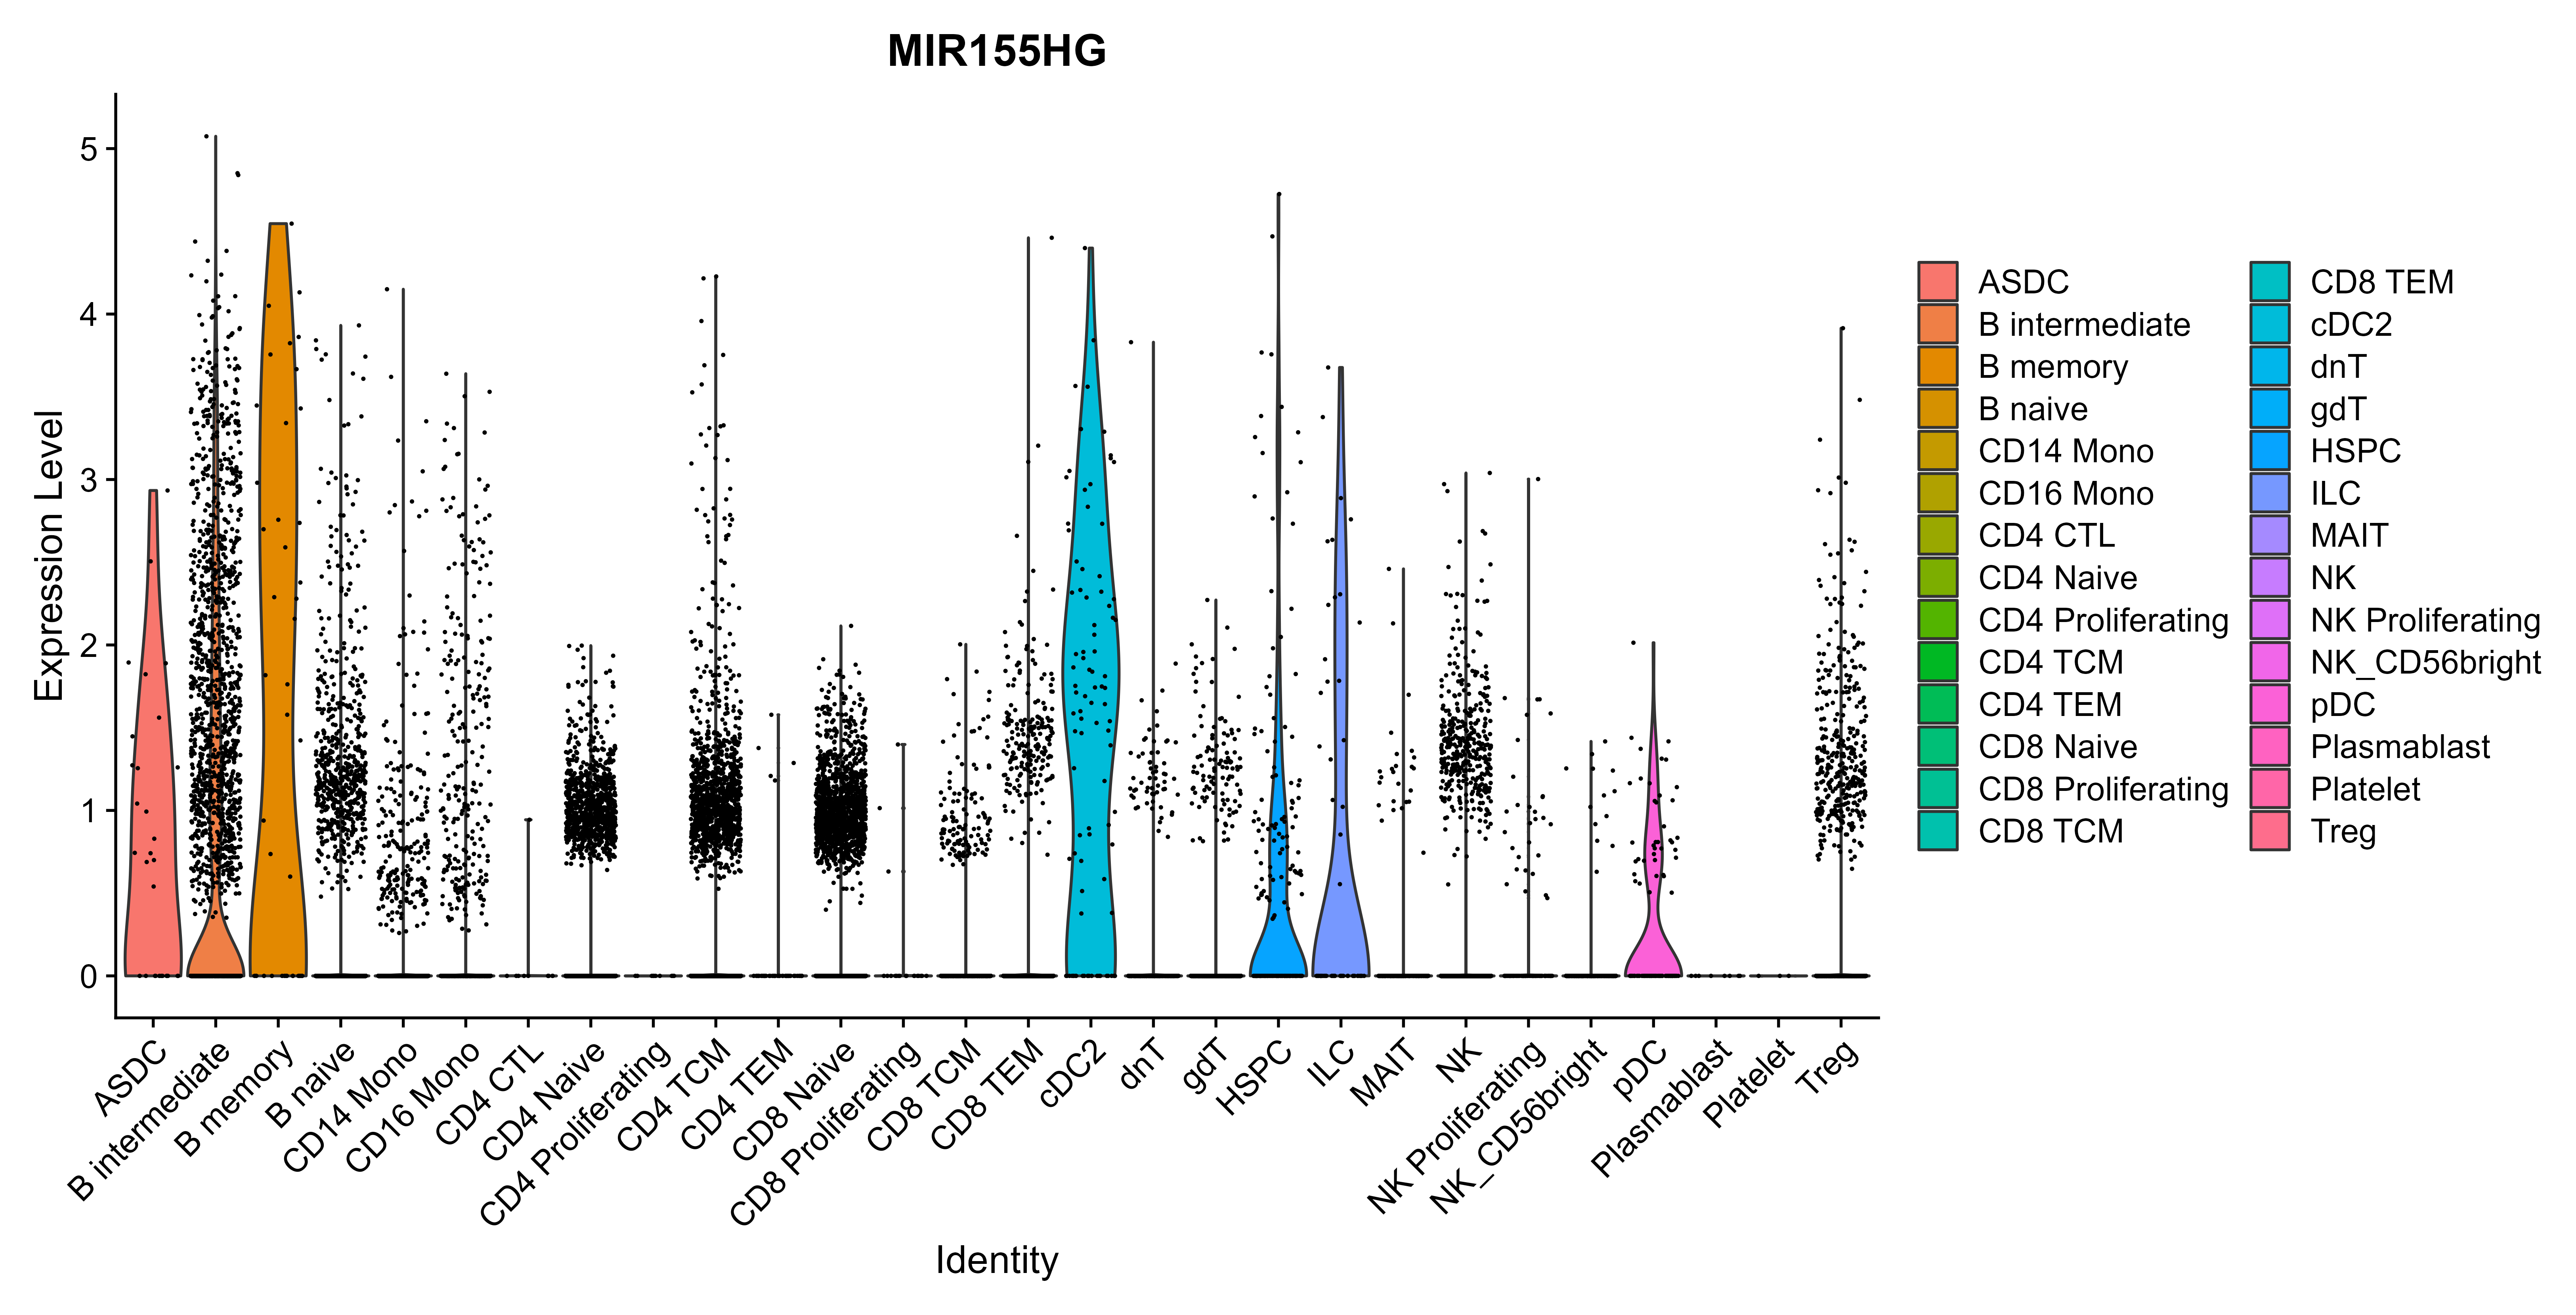 MIR155HG
Expression Level
5
4
3
2
1
0
ASDC
B intermediate
B memory
B naive
CD14 Mono
CD16 Mono
CD4 CTL
CD4 Naive
CD4 Proliferating
CD4 TCM
CD4 TEM
CD8 Naive
CD8 Proliferating
CD8 TCM
CD8 TEM
cDC2
dnT
gdT
HSPC
ILC
MAIT
NK
NK Proliferating
NK_CD56bright
pDC
Plasmablast
Platelet
Treg
Identity
ASDC
B intermediate
B memory
B naive
CD14 Mono
CD16 Mono
CD4 CTL
CD4 Naive
CD4 Proliferating
CD4 TCM
CD4 TEM
CD8 Naive
CD8 Proliferating
CD8 TCM
CD8 TEM
cDC2
dnT
gdT
HSPC
ILC
MAIT
NK
NK Proliferating
NK_CD56bright
pDC
Plasmablast
Platelet
Treg